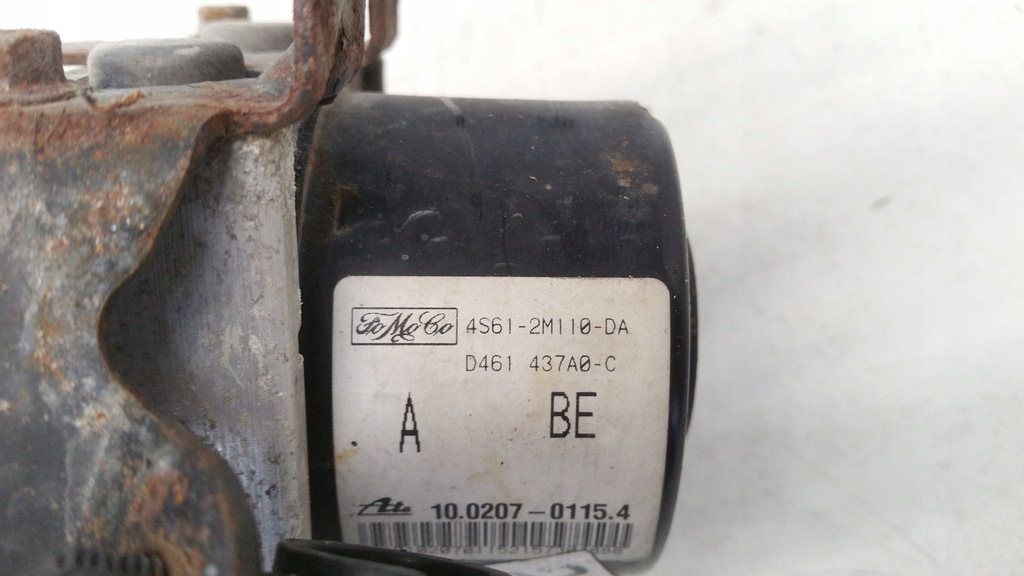 FoMoCo 4S61-2M110-DA
D461 437A0-C
A BE
Ate 10.0207-0115.4